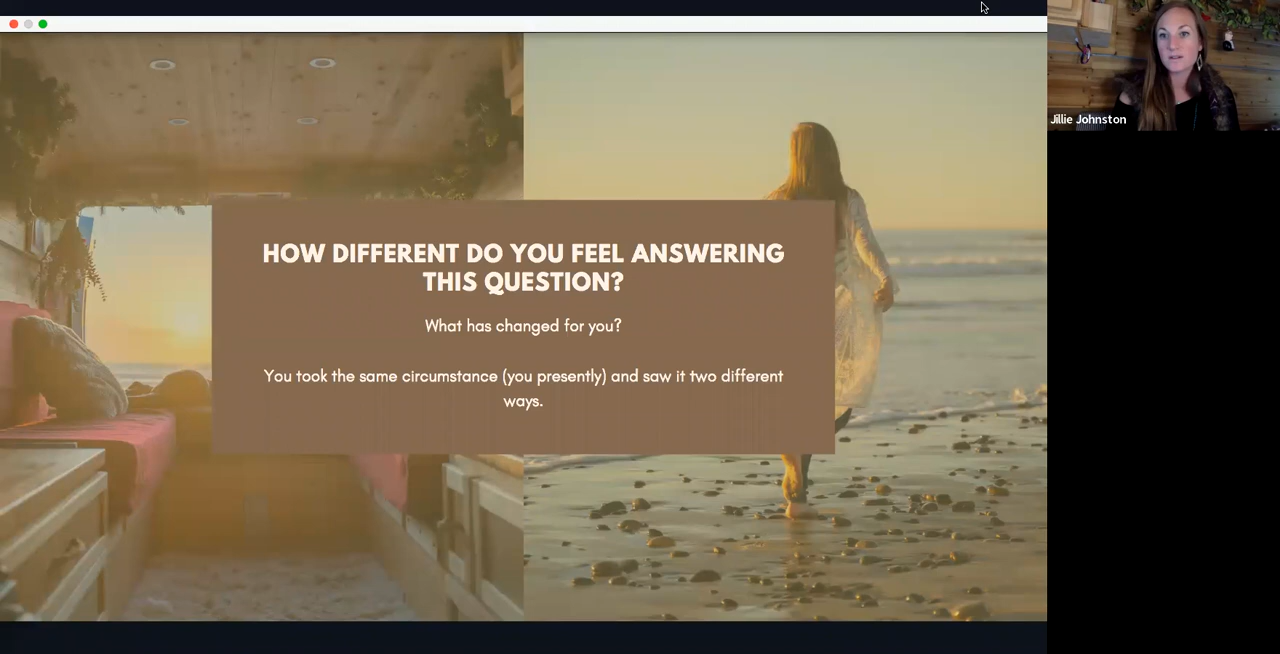 Jillie Johnston
HOW DIFFERENT DO YOU FEEL ANSWERING
THIS QUESTION?
What has changed for you?
You took the same circumstance (you presently) and saw it two different
ways.